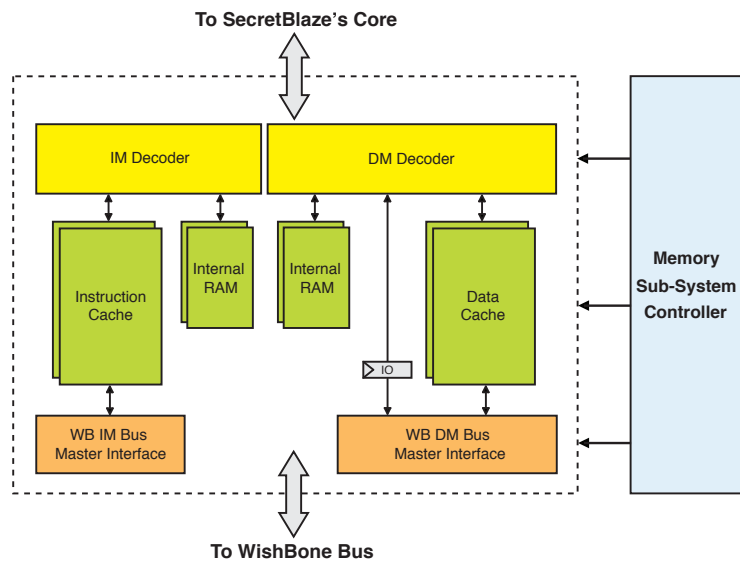 To SecretBlaze's Core
IM Decoder
DM Decoder
Internal
RAM
Internal
RAM
Instruction
Cache
Data
Cache
Memory
Sub-System
Controller
IO
WB IM Bus
Master Interface
WB DM Bus
Master Interface
To WishBone Bus